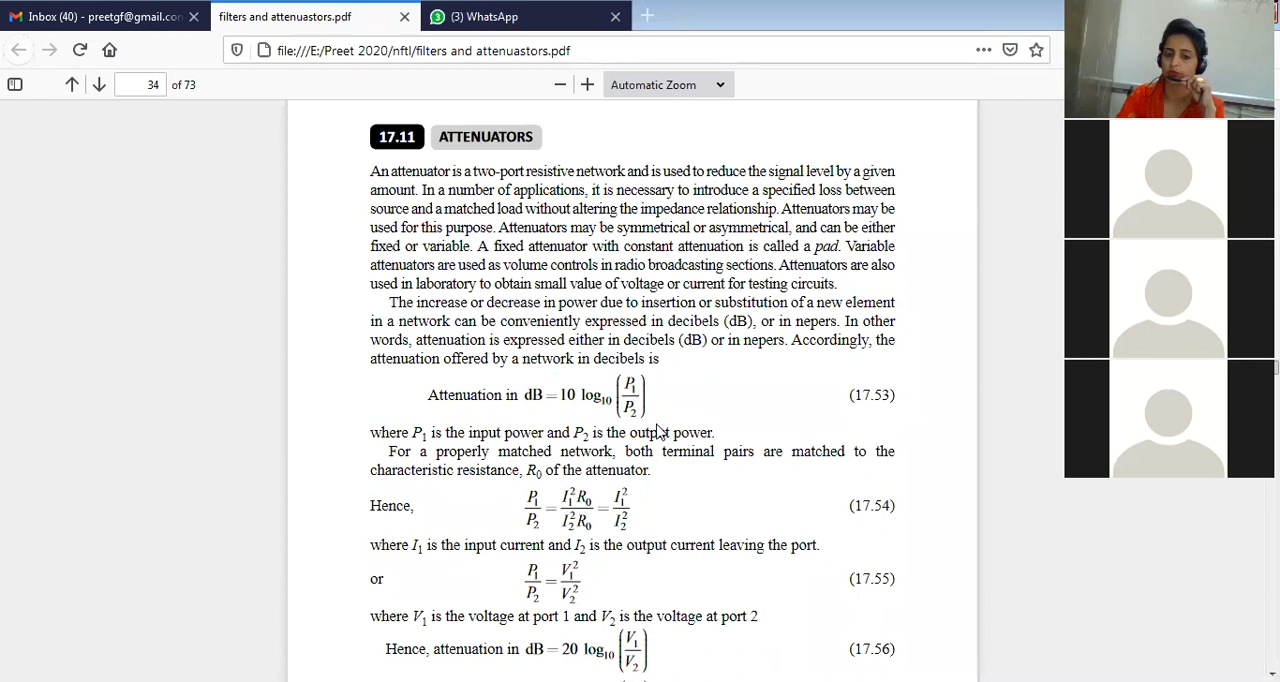 Inbox (40) - preetgf@gmail.con
filters and attenuastors.pdf
(3) WhatsApp
file:///E:/Preet 2020/nftl/filters and attenuastors.pdf
34 of 73
Automatic Zoom
17.11 ATTENUATORS
An attenuator is a two-port resistive network and is used to reduce the signal level by a given
amount. In a number of applications, it is necessary to introduce a specified loss between
source and a matched load without altering the impedance relationship. Attenuators may be
used for this purpose. Attenuators may be symmetrical or asymmetrical, and can be either
fixed or variable. A fixed attenuator with constant attenuation is called a pad. Variable
attenuators are used as volume controls in radio broadcasting sections. Attenuators are also
used in laboratory to obtain small value of voltage or current for testing circuits.
The increase or decrease in power due to insertion or substitution of a new element
in a network can be conveniently expressed in decibels (dB), or in nepers. In other
words, attenuation is expressed either in decibels (dB) or in nepers. Accordingly, the
attenuation offered by a network in decibels is
Attenuation in dB = 10 log₁₀ (P₁/P₂) (17.53)
where P₁ is the input power and P₂ is the output power.
For a properly matched network, both terminal pairs are matched to the
characteristic resistance, R₀ of the attenuator.
Hence, P₁/P₂ = I₁²R₀/I₂²R₀ = I₁²/I₂² (17.54)
where I₁ is the input current and I₂ is the output current leaving the port.
or P₁/P₂ = V₁²/V₂² (17.55)
where V₁ is the voltage at port 1 and V₂ is the voltage at port 2
Hence, attenuation in dB = 20 log₁₀ (V₁/V₂) (17.56)